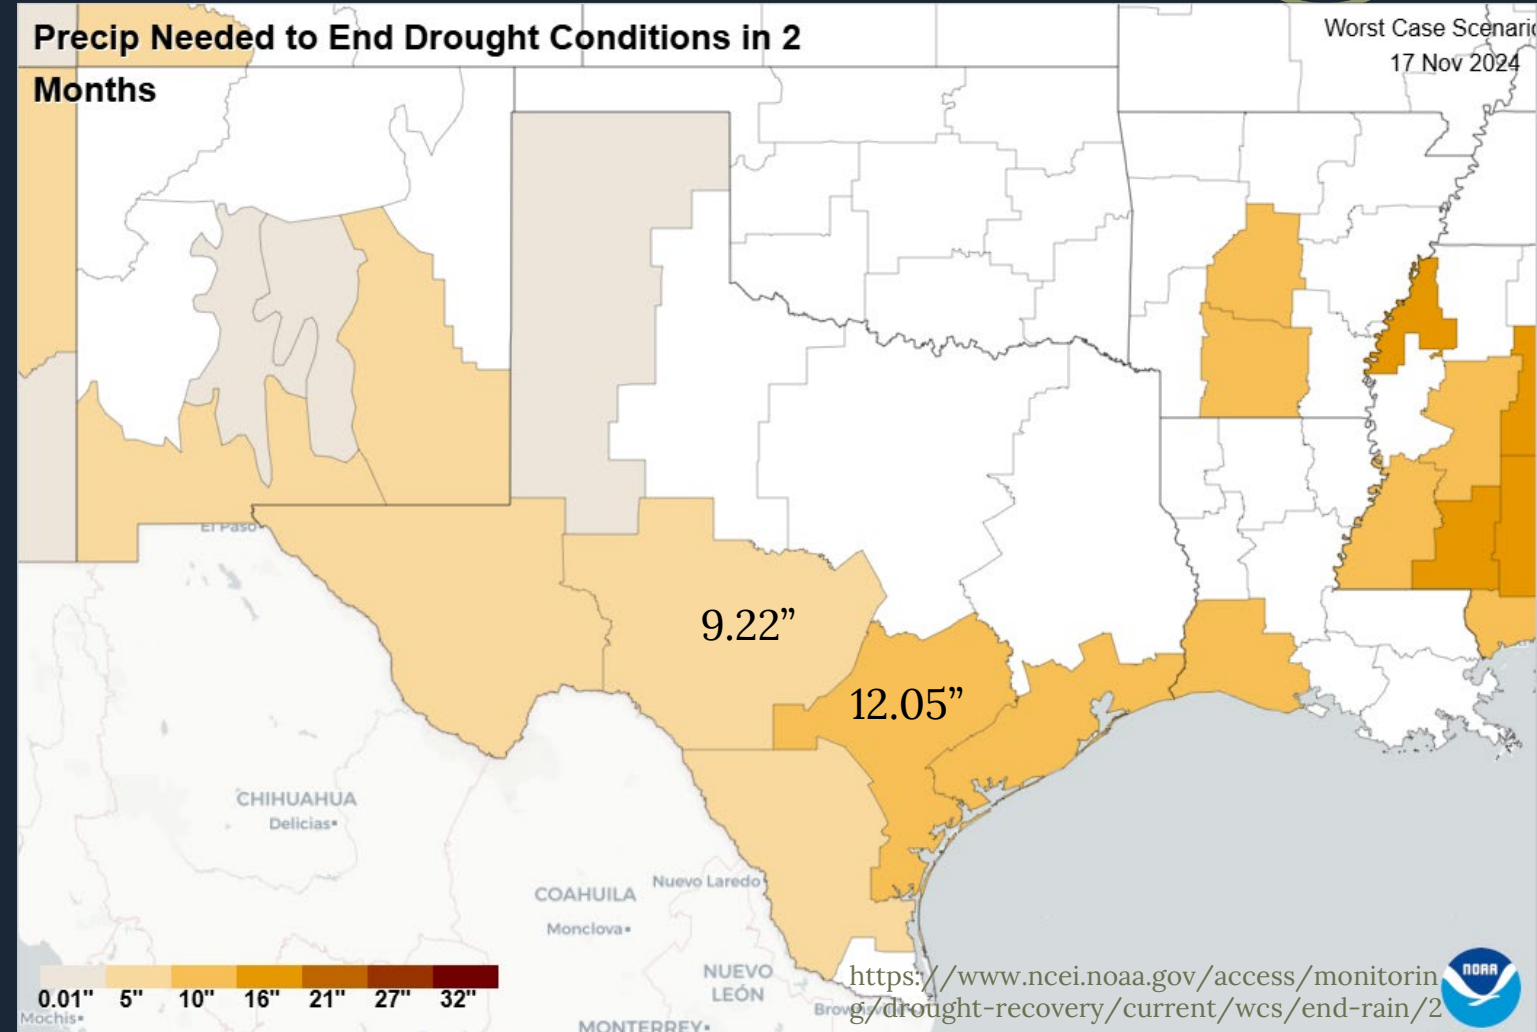 Precip Needed to End Drought Conditions in 2
Months
Worst Case Scenario
17 Nov 2024
El Paso
9.22”
12.05”
CHIHUAHUA
Delicias
COAHUILA
Nuevo Laredo
Monclova
NUEVO
LEÓN
MONTERREY
Mochis
0.01" 5" 10" 16" 21" 27" 32"
https://www.ncei.noaa.gov/access/monitorin
g/drought-recovery/current/wcs/end-rain/2
NOAA